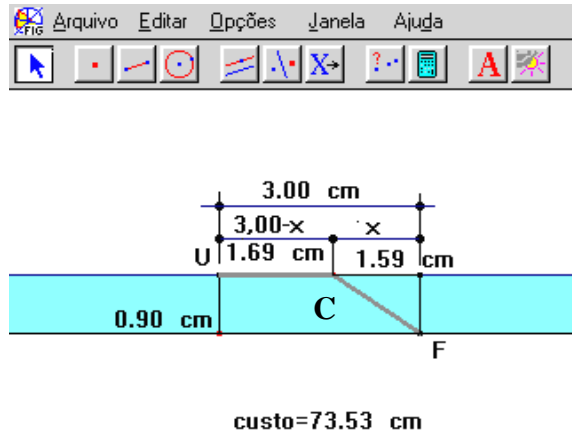 XFIG Arquivo Editar Opções Janela Ajuda
X ? A
3.00 cm
3,00-x x
U 1.69 cm 1.59 cm
C
0.90 cm
F
custo=73.53 cm